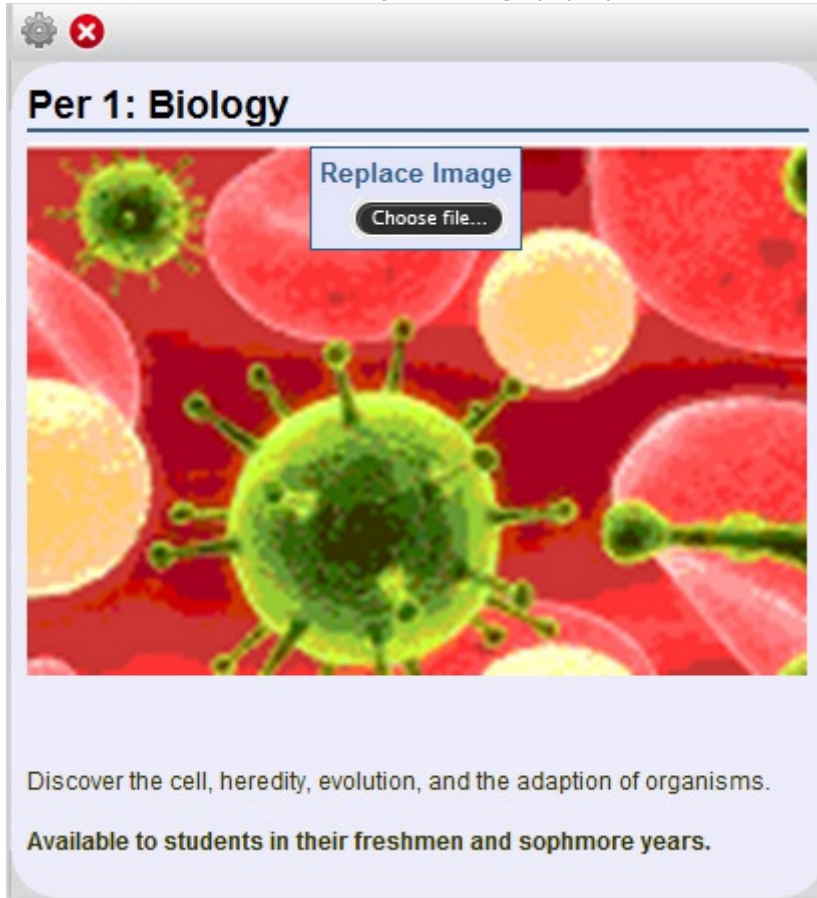 Per 1: Biology
Replace Image
Choose file...
Discover the cell, heredity, evolution, and the adaption of organisms.
Available to students in their freshmen and sophmore years.